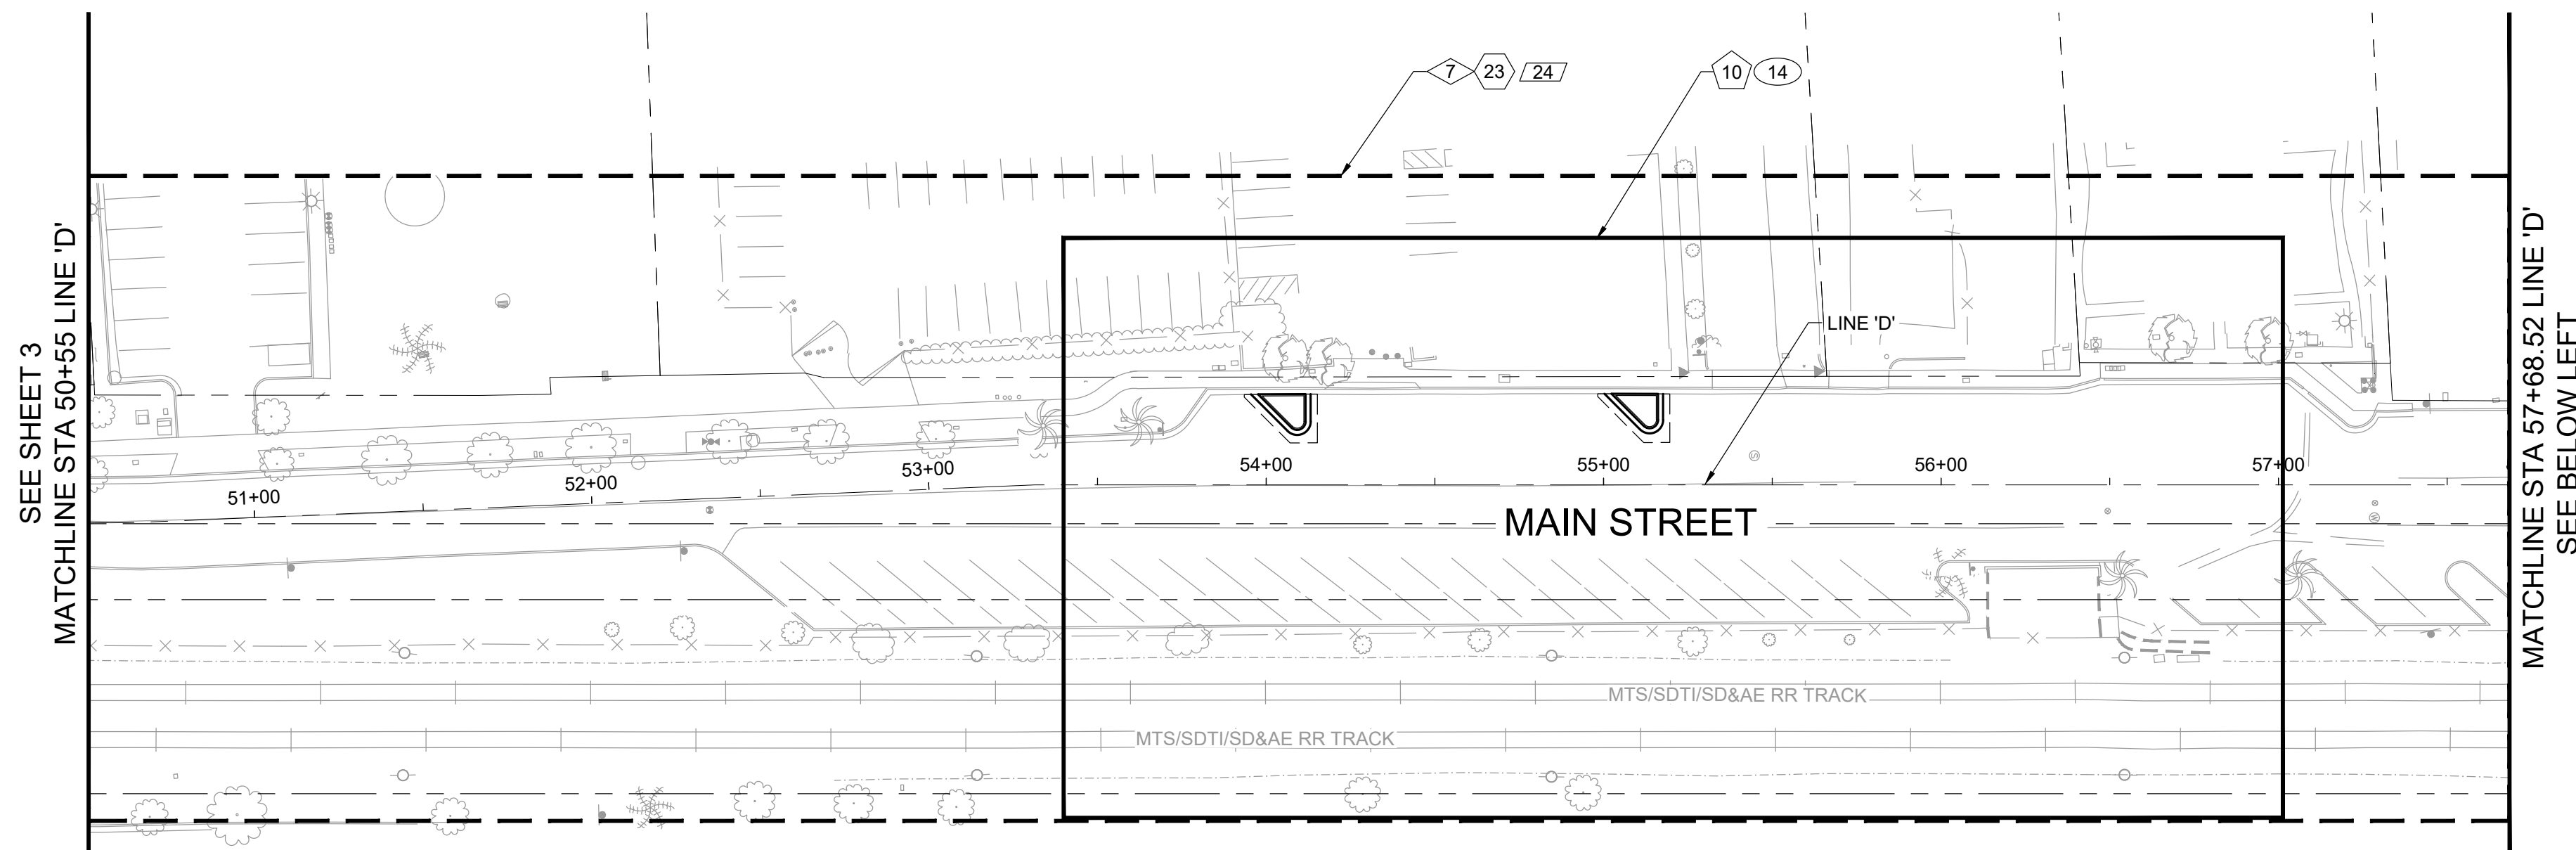 SEE SHEET 3
MATCHLINE STA 50+55 LINE 'D'
7 23 24
10 14
LINE 'D'
51+00
52+00
53+00
54+00
55+00
56+00
57+00
MAIN STREET
MTS/SDTI/SD&AE RR TRACK
MTS/SDTI/SD&AE RR TRACK
MATCHLINE STA 57+68.52 LINE 'D'
SEE BELOW LEFT
S
W